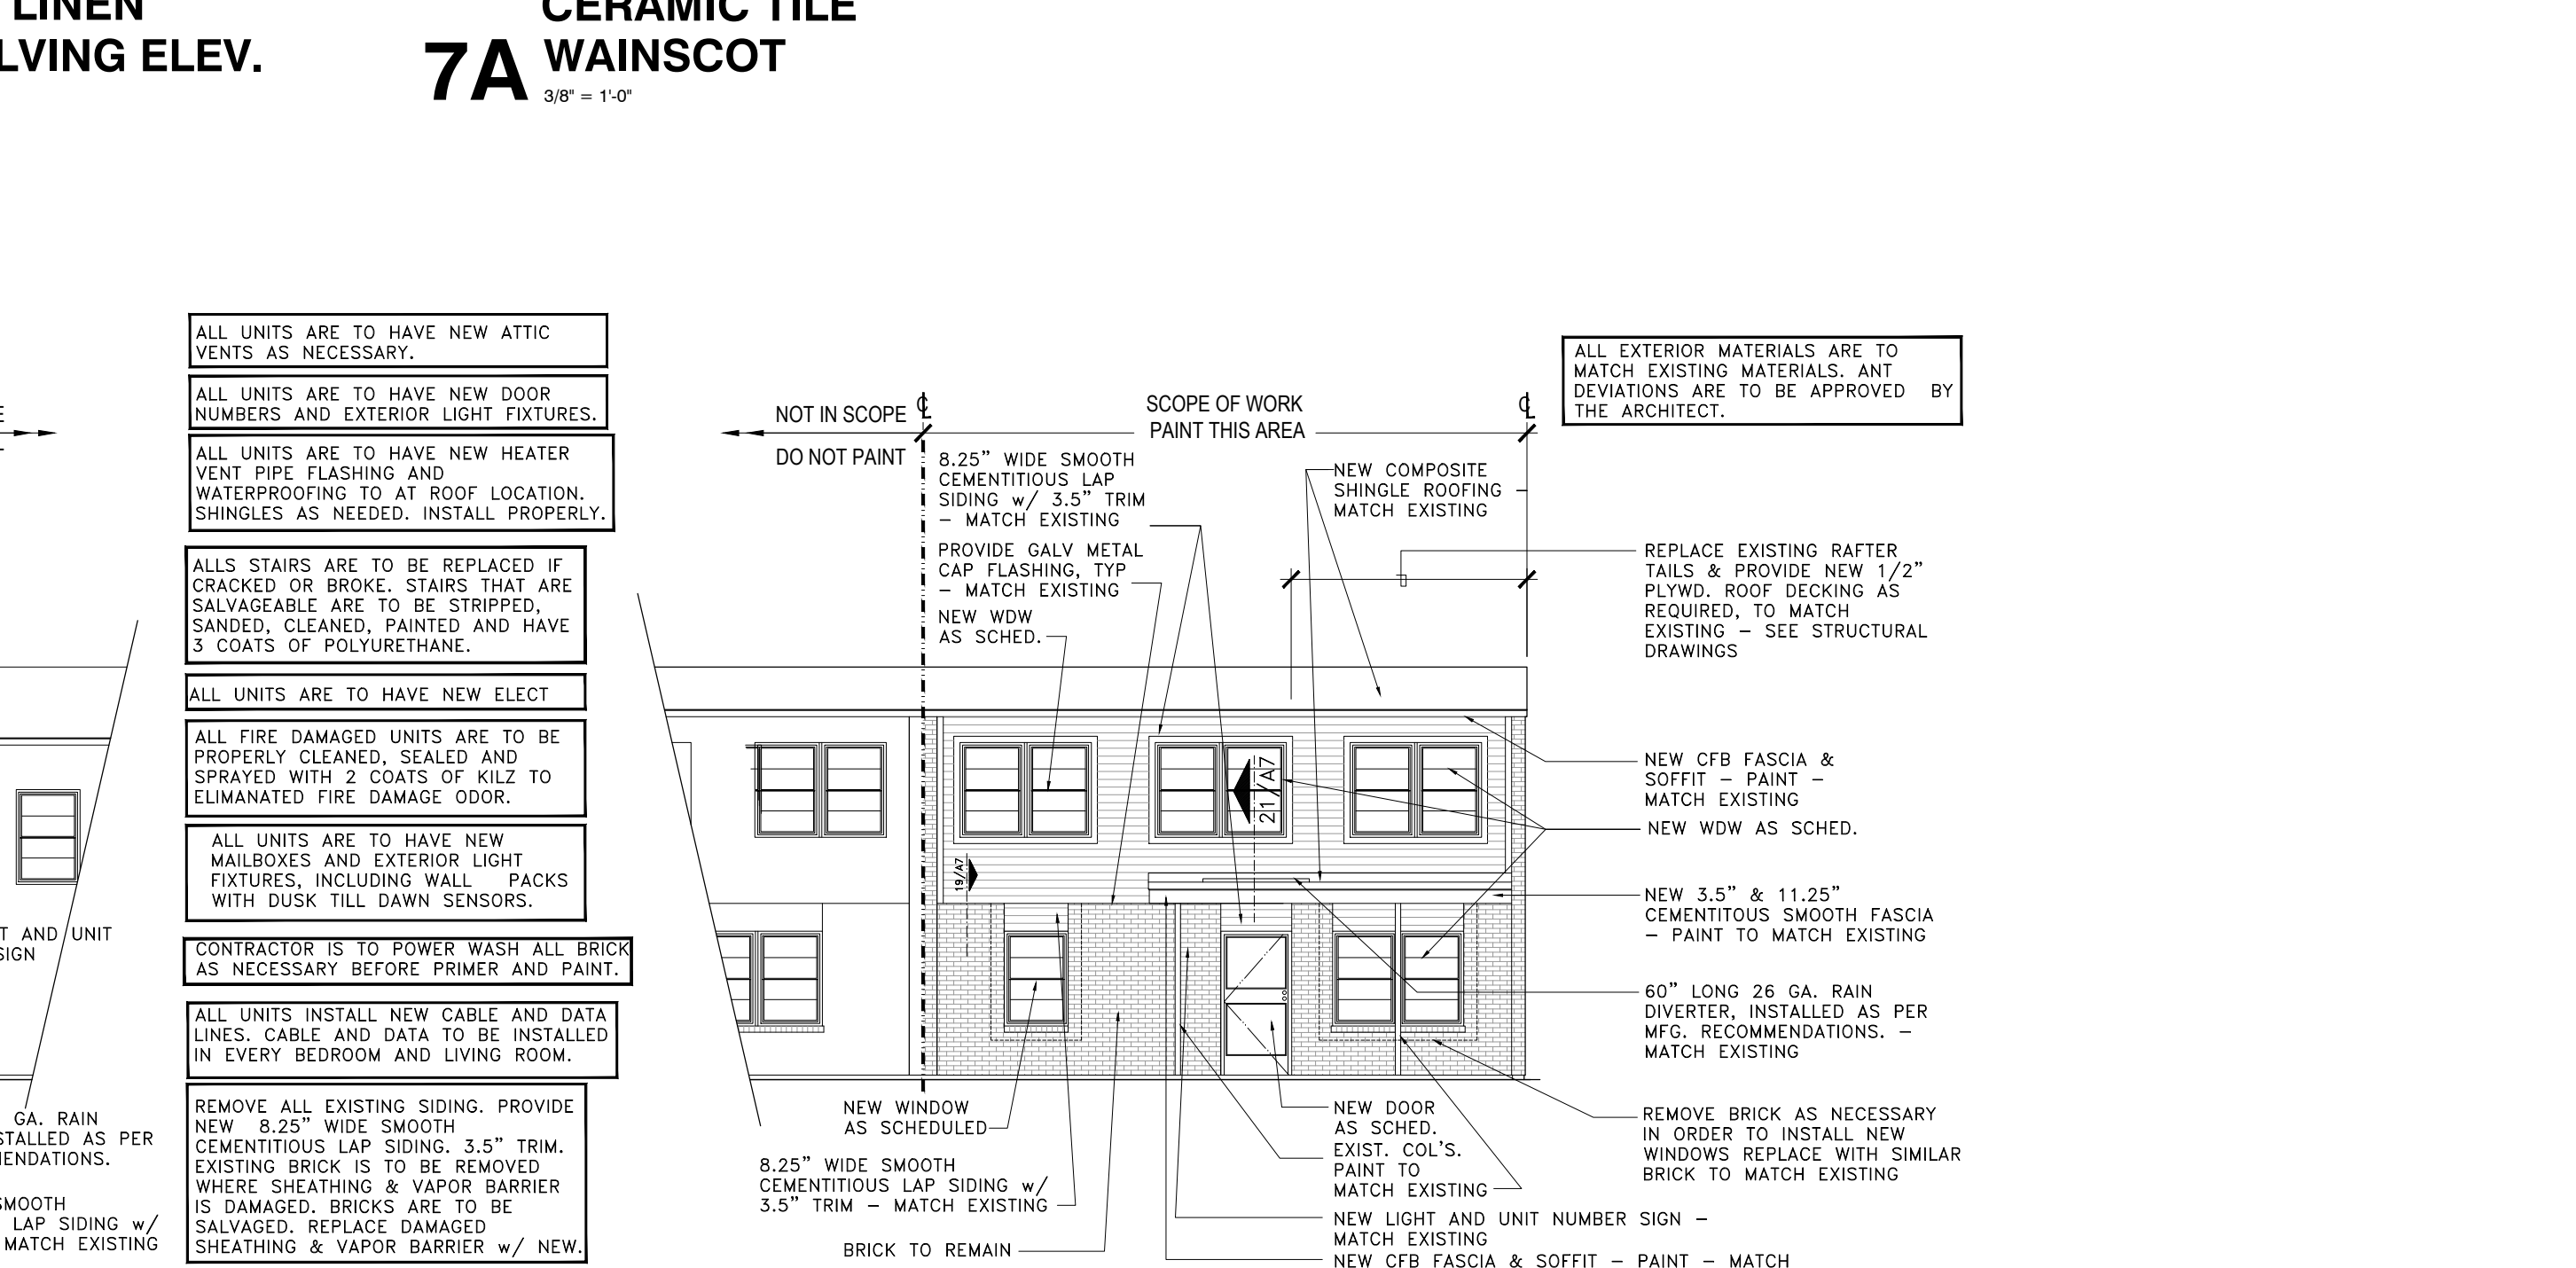 LINEN
LVING ELEV.
CERAMIC TILE
7A WAINSCOT
3/8" = 1'-0"
ALL UNITS ARE TO HAVE NEW ATTIC
VENTS AS NECESSARY.
ALL UNITS ARE TO HAVE NEW DOOR
NUMBERS AND EXTERIOR LIGHT FIXTURES.
ALL UNITS ARE TO HAVE NEW HEATER
VENT PIPE FLASHING AND
WATERPROOFING TO AT ROOF LOCATION.
SHINGLES AS NEEDED. INSTALL PROPERLY.
ALLS STAIRS ARE TO BE REPLACED IF
CRACKED OR BROKE. STAIRS THAT ARE
SALVAGEABLE ARE TO BE STRIPPED,
SANDED, CLEANED, PAINTED AND HAVE
3 COATS OF POLYURETHANE.
ALL UNITS ARE TO HAVE NEW ELECT
ALL FIRE DAMAGED UNITS ARE TO BE
PROPERLY CLEANED, SEALED AND
SPRAYED WITH 2 COATS OF KILZ TO
ELIMANATED FIRE DAMAGE ODOR.
ALL UNITS ARE TO HAVE NEW
MAILBOXES AND EXTERIOR LIGHT
FIXTURES, INCLUDING WALL PACKS
WITH DUSK TILL DAWN SENSORS.
CONTRACTOR IS TO POWER WASH ALL BRICK
AS NECESSARY BEFORE PRIMER AND PAINT.
ALL UNITS INSTALL NEW CABLE AND DATA
LINES. CABLE AND DATA TO BE INSTALLED
IN EVERY BEDROOM AND LIVING ROOM.
REMOVE ALL EXISTING SIDING. PROVIDE
NEW 8.25" WIDE SMOOTH
CEMENTITIOUS LAP SIDING. 3.5" TRIM.
EXISTING BRICK IS TO BE REMOVED
WHERE SHEATHING & VAPOR BARRIER
IS DAMAGED. BRICKS ARE TO BE
SALVAGED. REPLACE DAMAGED
SHEATHING & VAPOR BARRIER w/ NEW.
T AND UNIT
SIGN
GA. RAIN
STALLED AS PER
MENDATIONS.
SMOOTH
LAP SIDING w/
MATCH EXISTING
NOT IN SCOPE
DO NOT PAINT
SCOPE OF WORK
PAINT THIS AREA
8.25" WIDE SMOOTH
CEMENTITIOUS LAP
SIDING w/ 3.5" TRIM
– MATCH EXISTING
PROVIDE GALV METAL
CAP FLASHING, TYP
– MATCH EXISTING
NEW WDW
AS SCHED.
NEW COMPOSITE
SHINGLE ROOFING –
MATCH EXISTING
ALL EXTERIOR MATERIALS ARE TO
MATCH EXISTING MATERIALS. ANT
DEVIATIONS ARE TO BE APPROVED BY
THE ARCHITECT.
REPLACE EXISTING RAFTER
TAILS & PROVIDE NEW 1/2"
PLYWD. ROOF DECKING AS
REQUIRED, TO MATCH
EXISTING – SEE STRUCTURAL
DRAWINGS
NEW CFB FASCIA &
SOFFIT – PAINT –
MATCH EXISTING
NEW WDW AS SCHED.
NEW 3.5" & 11.25"
CEMENTITOUS SMOOTH FASCIA
– PAINT TO MATCH EXISTING
60" LONG 26 GA. RAIN
DIVERTER, INSTALLED AS PER
MFG. RECOMMENDATIONS. –
MATCH EXISTING
REMOVE BRICK AS NECESSARY
IN ORDER TO INSTALL NEW
WINDOWS REPLACE WITH SIMILAR
BRICK TO MATCH EXISTING
21/A7
19/A7
NEW WINDOW
AS SCHEDULED
8.25" WIDE SMOOTH
CEMENTITIOUS LAP SIDING w/
3.5" TRIM – MATCH EXISTING
BRICK TO REMAIN
NEW DOOR
AS SCHED.
EXIST. COL'S.
PAINT TO
MATCH EXISTING
NEW LIGHT AND UNIT NUMBER SIGN –
MATCH EXISTING
NEW CFB FASCIA & SOFFIT – PAINT – MATCH